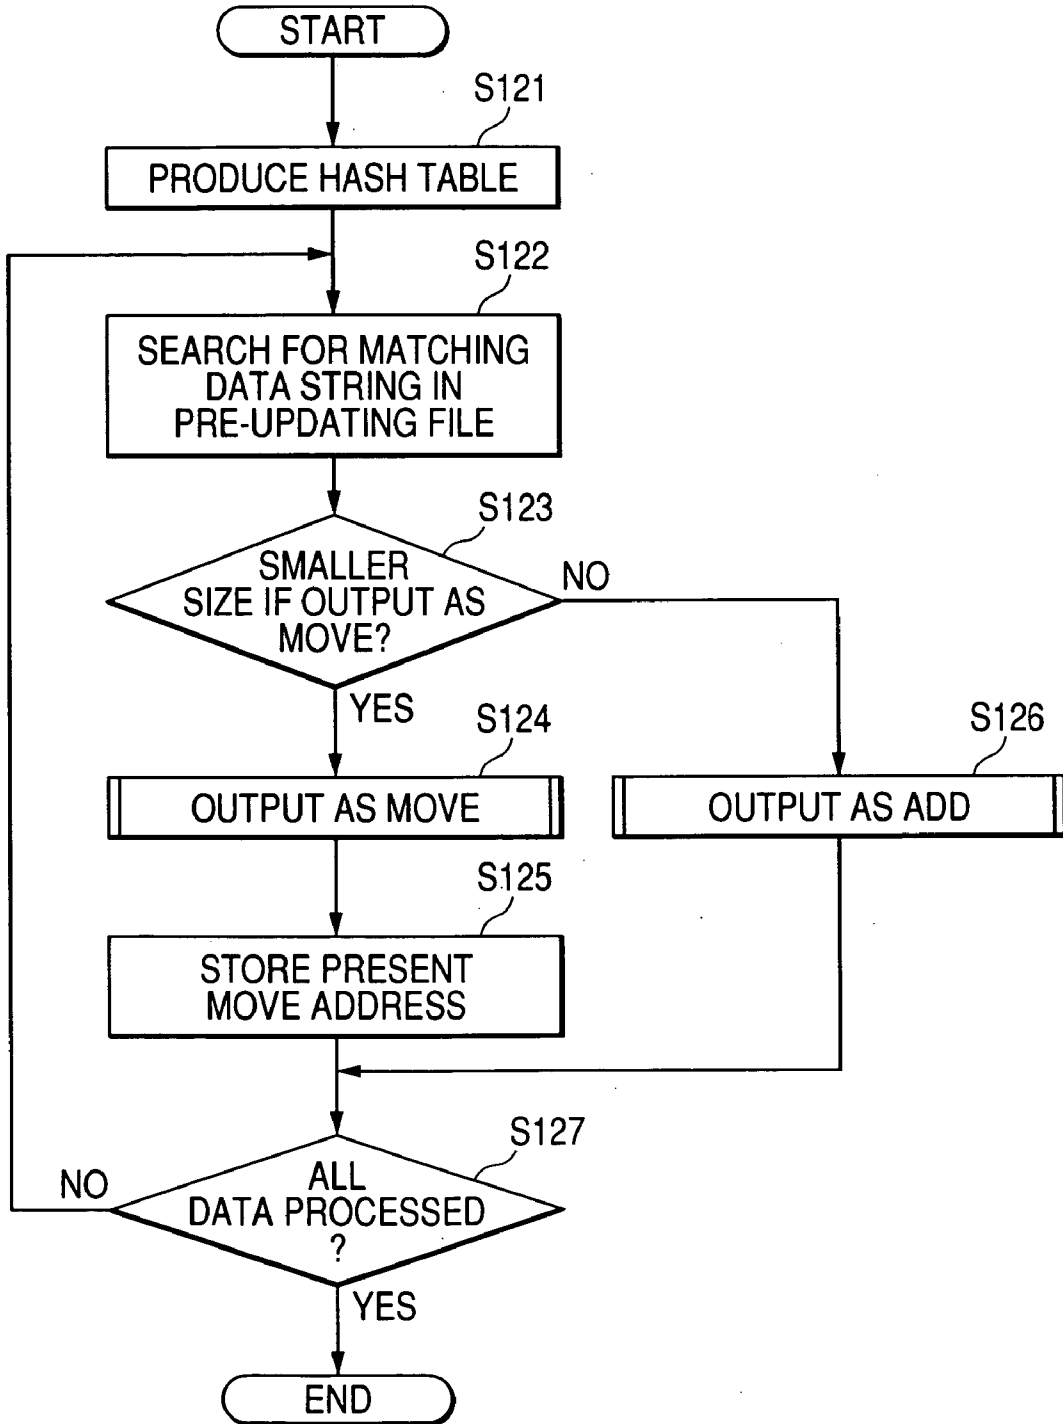 START
S121
PRODUCE HASH TABLE
S122
SEARCH FOR MATCHING
DATA STRING IN
PRE-UPDATING FILE
S123
SMALLER
SIZE IF OUTPUT AS
MOVE?
NO
YES
S124
OUTPUT AS MOVE
S126
OUTPUT AS ADD
S125
STORE PRESENT
MOVE ADDRESS
S127
ALL
DATA PROCESSED
?
NO
YES
END